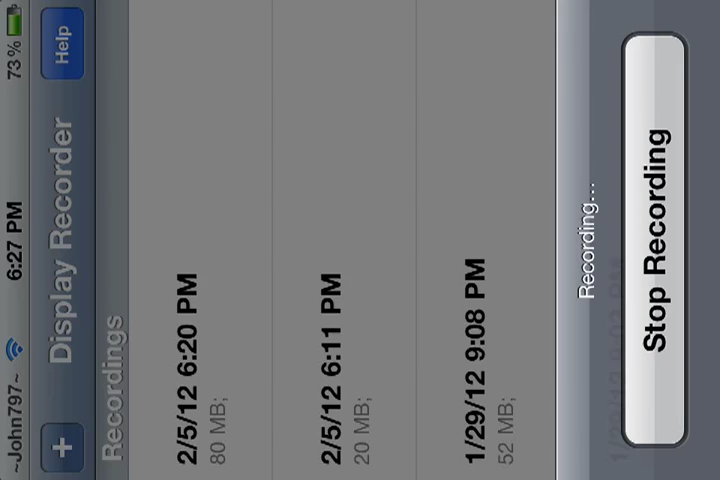 ~John797~ 6:27 PM 73%
+ Display Recorder Help
Recordings
2/5/12 6:20 PM
80 MB;
2/5/12 6:11 PM
20 MB;
1/29/12 9:08 PM
52 MB;
Recording...
Stop Recording